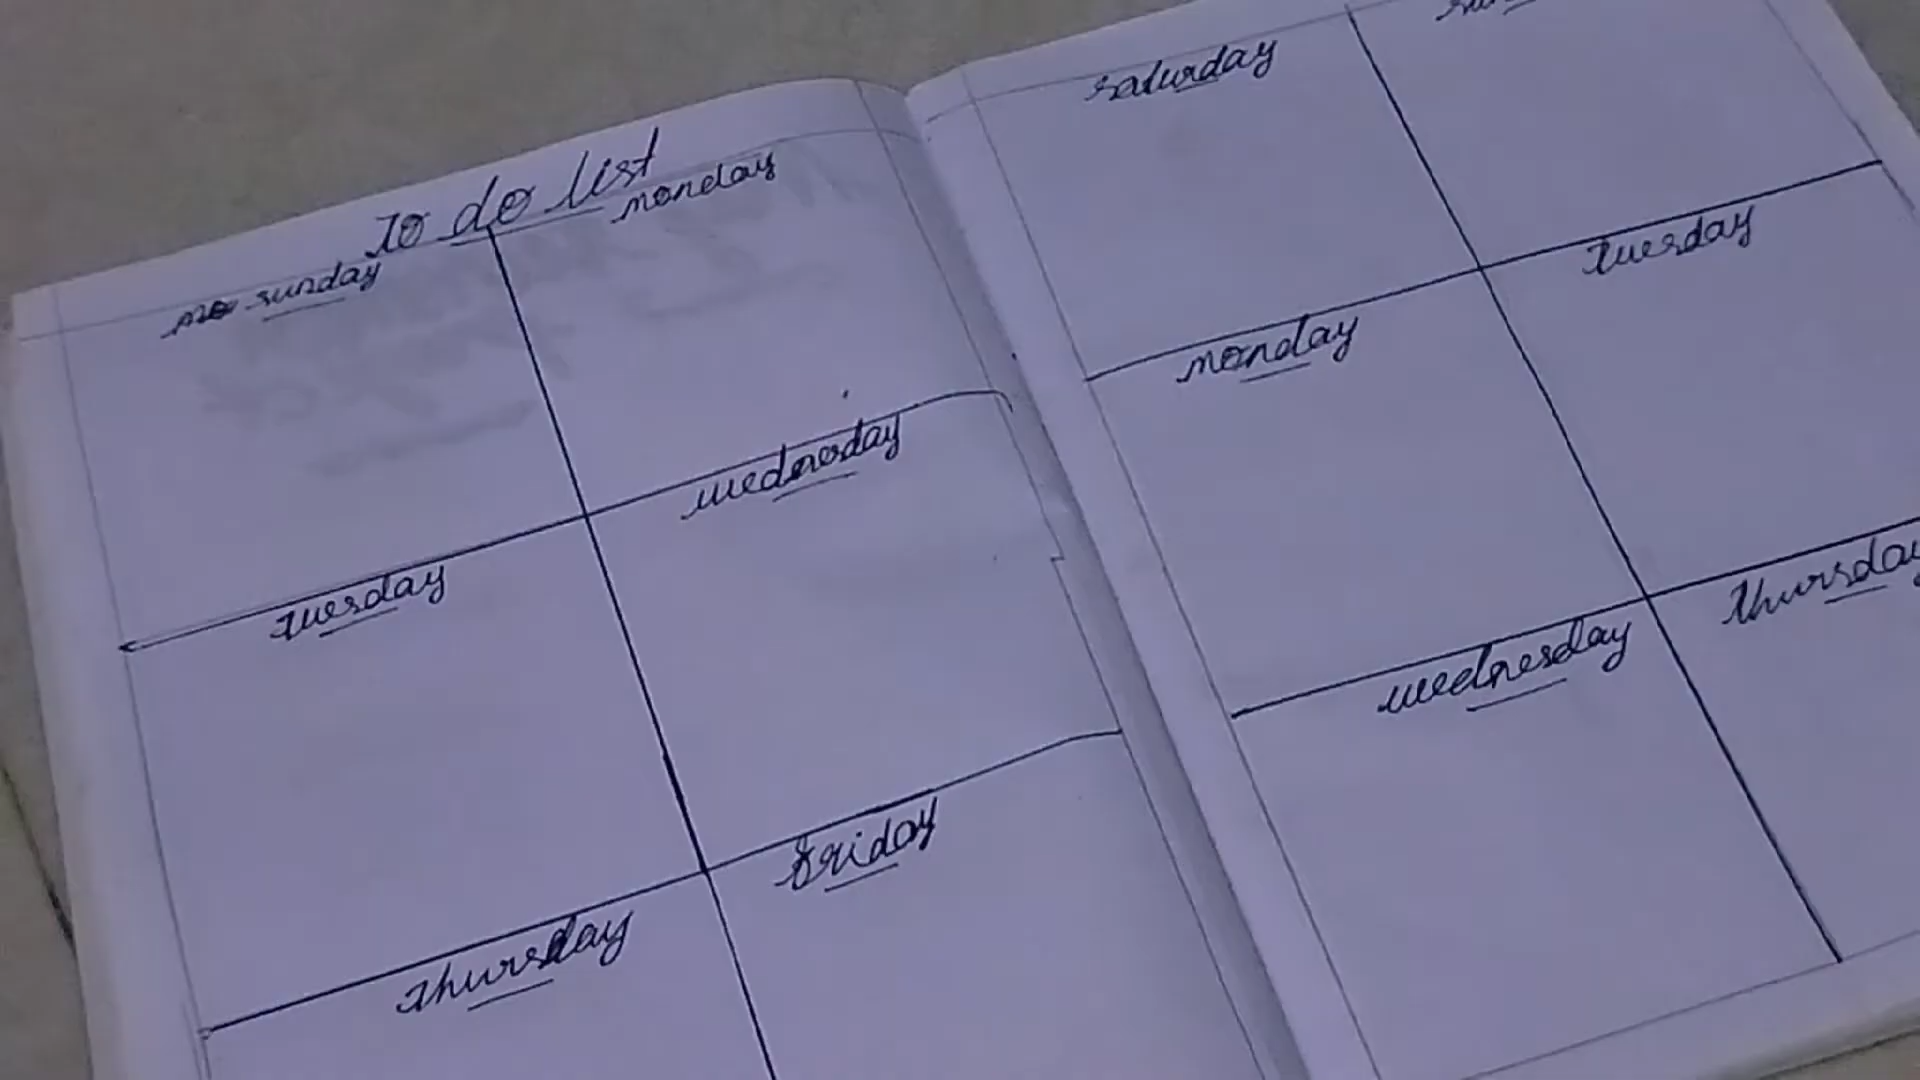 To do list
sunday
monday
tuesday
wednesday
thursday
friday
saturday
monday
tuesday
wednesday
thursday